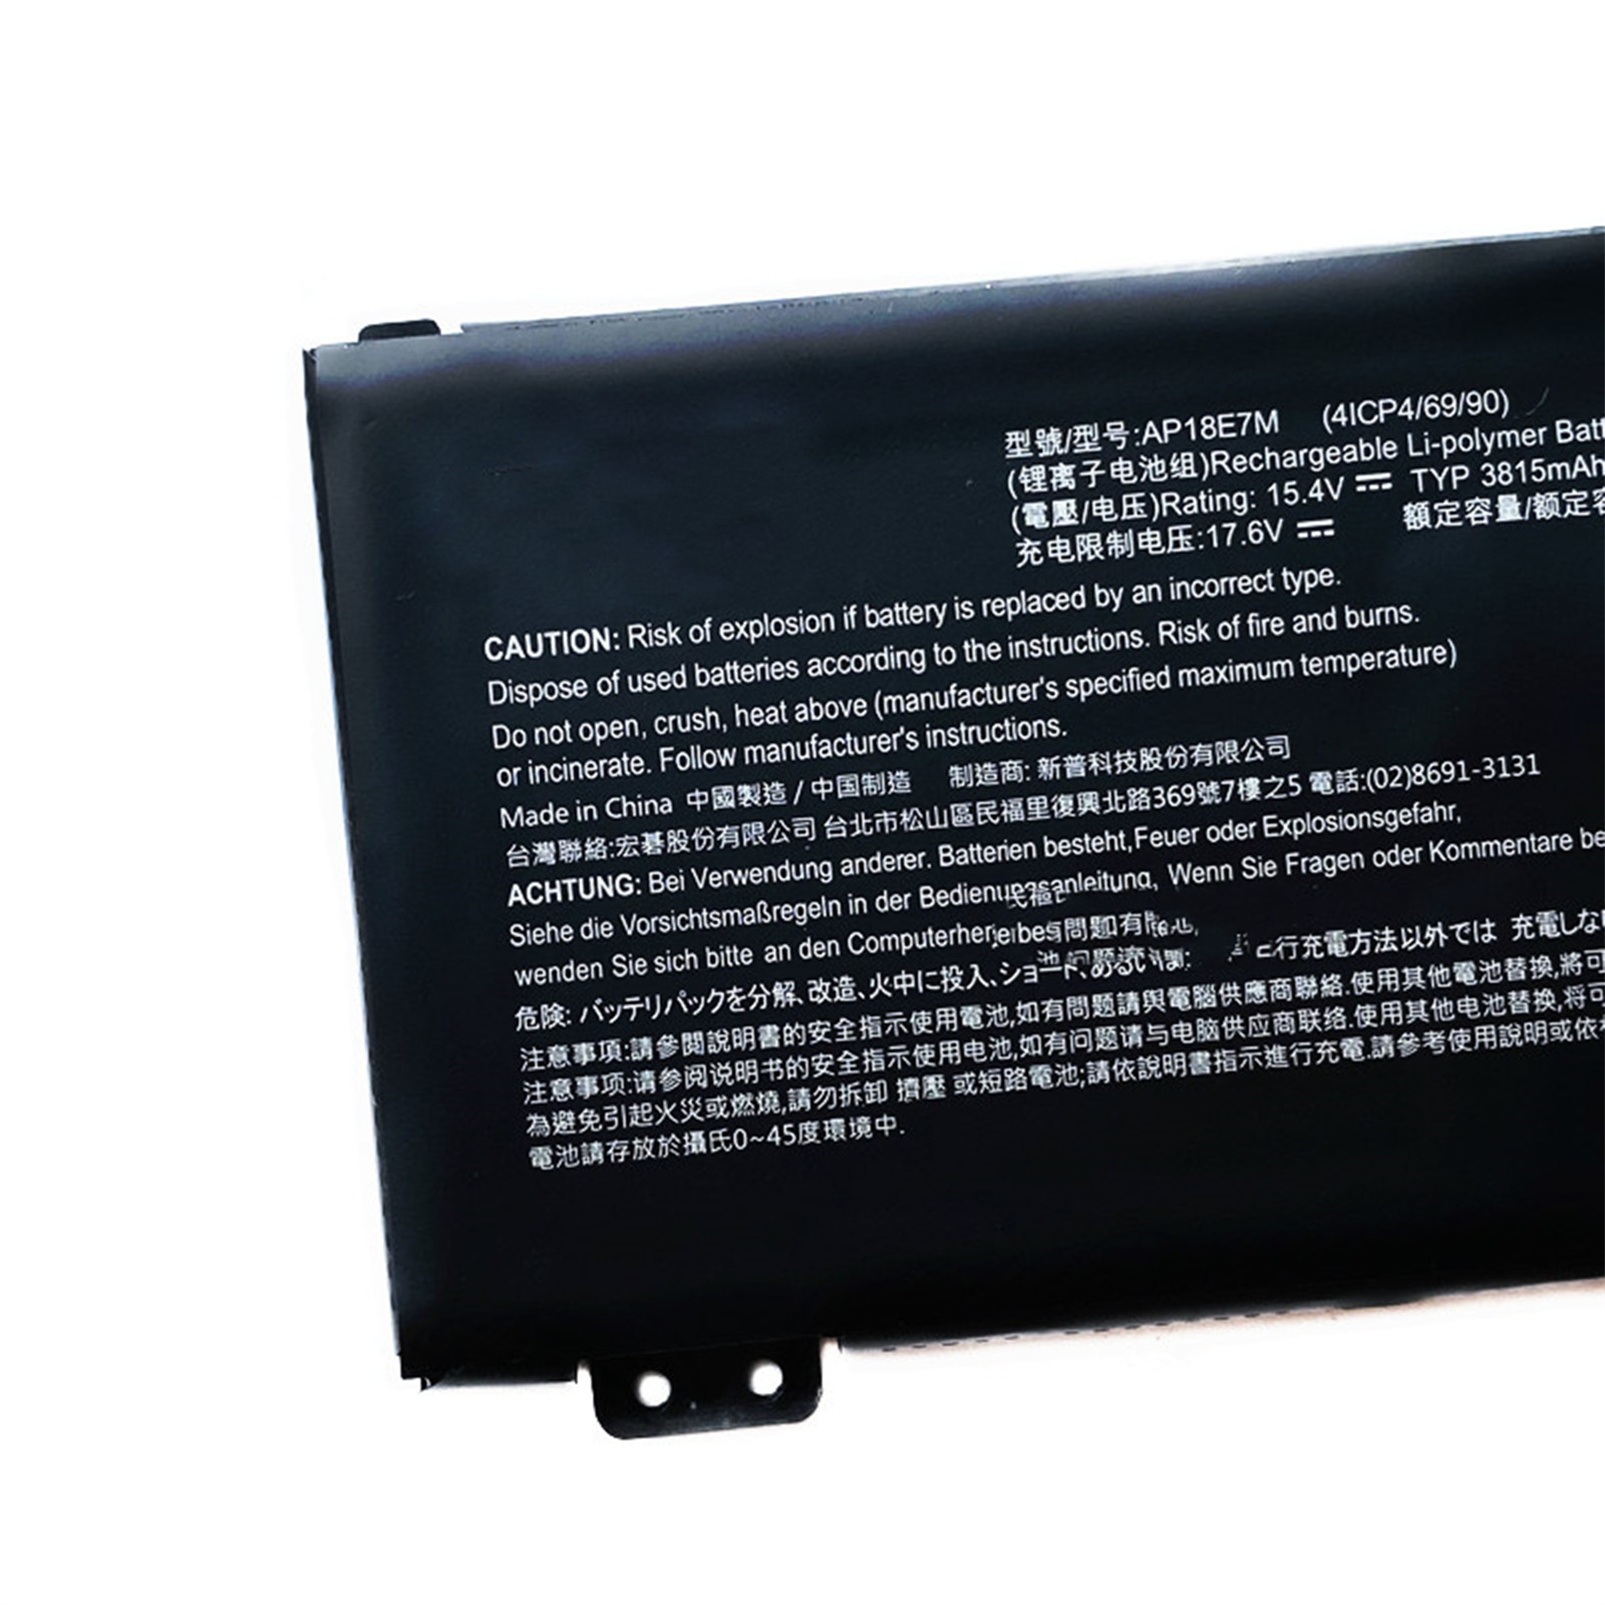 型號/型号:AP18E7M (4ICP4/69/90)
(锂离子电池组)Rechargeable Li-polymer Batt
(電壓/电压)Rating: 15.4V ⎓ TYP 3815mAh
充电限制电压:17.6V ⎓ 額定容量/额定容
CAUTION: Risk of explosion if battery is replaced by an incorrect type.
Dispose of used batteries according to the instructions. Risk of fire and burns.
Do not open, crush, heat above (manufacturer's specified maximum temperature)
or incinerate. Follow manufacturer's instructions.
Made in China 中國製造 / 中国制造 制造商: 新普科技股份有限公司
台灣聯絡:宏碁股份有限公司 台北市松山區民福里復興北路369號7樓之5 電話:(02)8691-3131
ACHTUNG: Bei Verwendung anderer. Batterien besteht,Feuer oder Explosionsgefahr,
Siehe die Vorsichtsmaßregeln in der Bedienungsanleitung, Wenn Sie Fragen oder Kommentare be
wenden Sie sich bitte an den
危険: バッテリパックを分解、改造、火中に投入、ショート、あるいは 行充電方法以外では 充電しな
注意事項:請參閱說明書的安全指示使用電池,如有問題請與電腦供應商聯絡.使用其他電池替換,將可
注意事项:请参阅说明书的安全指示使用电池,如有问题请与电脑供应商联络.使用其他电池替换,将可
為避免引起火災或燃燒,請勿拆卸 擠壓 或短路電池;請依說明書指示進行充電.請參考使用說明或依
電池請存放於攝氏0~45度環境中.